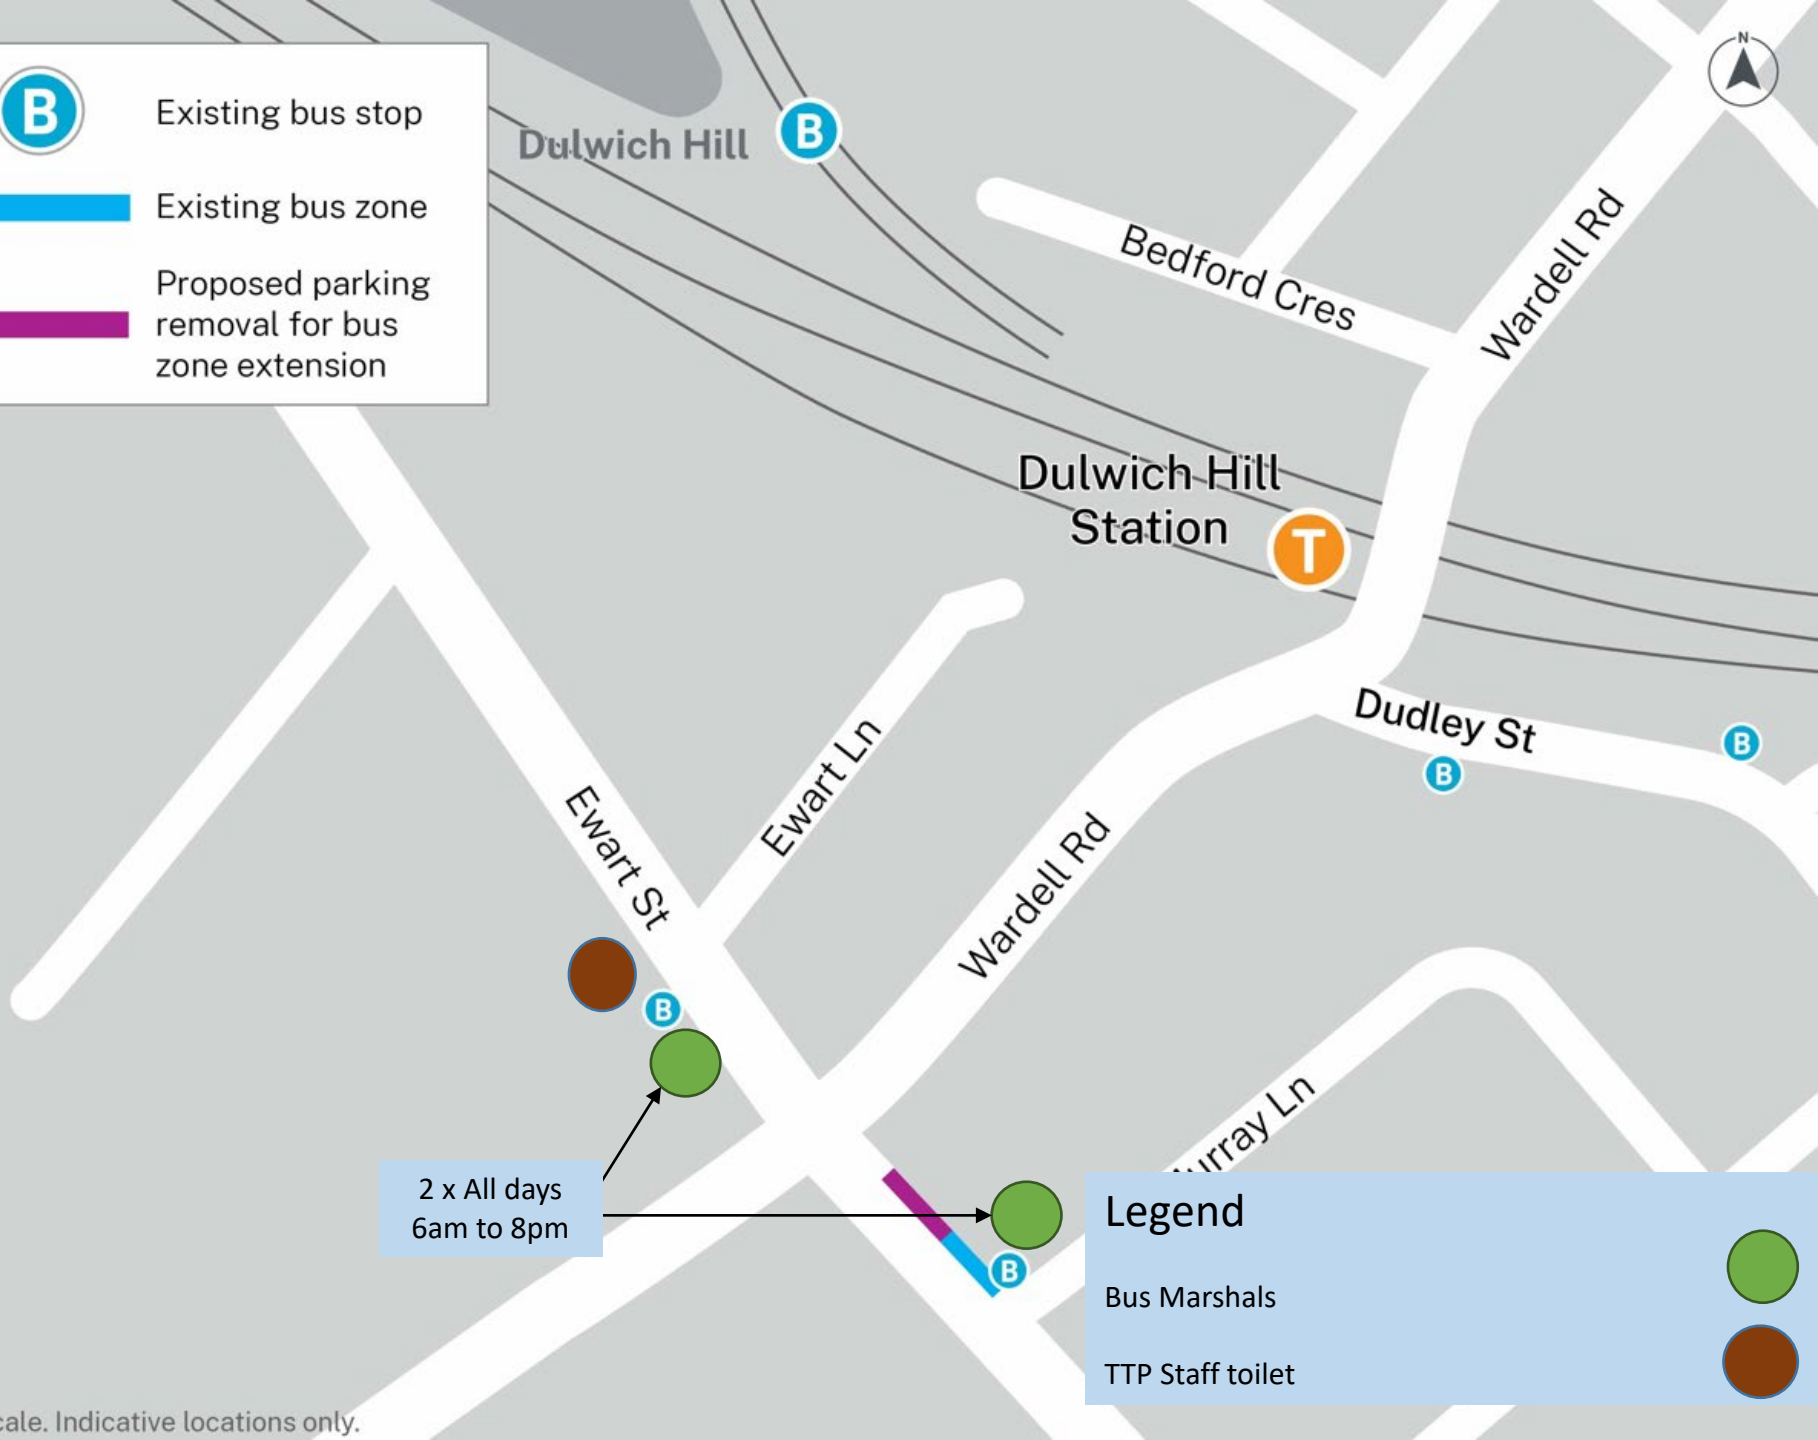 N
B
Existing bus stop
Existing bus zone
Proposed parking
removal for bus
zone extension
Dulwich Hill
B
Bedford Cres
Wardell Rd
Dulwich Hill
Station
T
Dudley St
B
B
Ewart Ln
Ewart St
Wardell Rd
B
2 x All days
6am to 8pm
B
Ln
Legend
Bus Marshals
TTP Staff toilet
Indicative locations only.